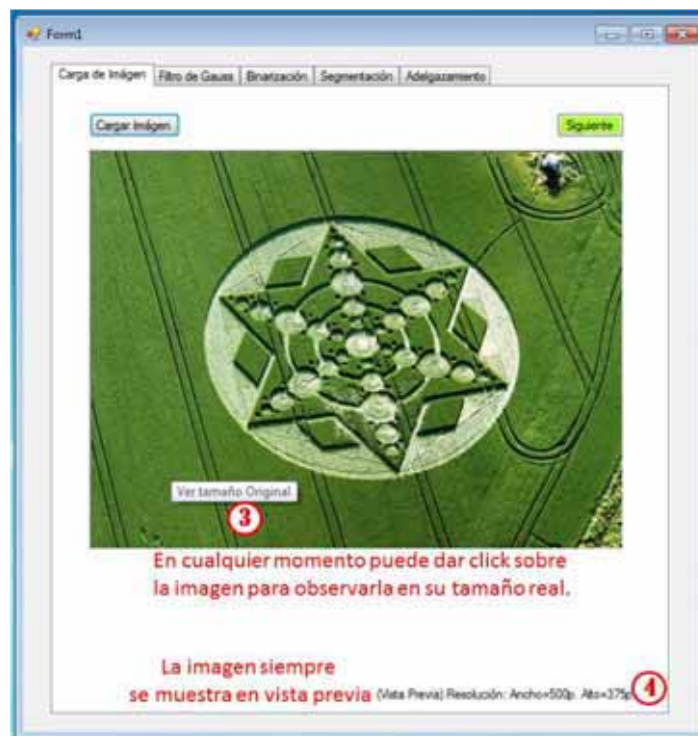 Form1
Carga de Imágen Filtro de Gauss Binarización Segmentación Adelgazamiento
Cargar Imágen Siguiente
Ver tamaño Original
3
En cualquier momento puede dar click sobre
la imagen para observarla en su tamaño real.
La imagen siempre
se muestra en vista previa (Vista Previa) Resolución: Ancho=500p. Alto=375p
4